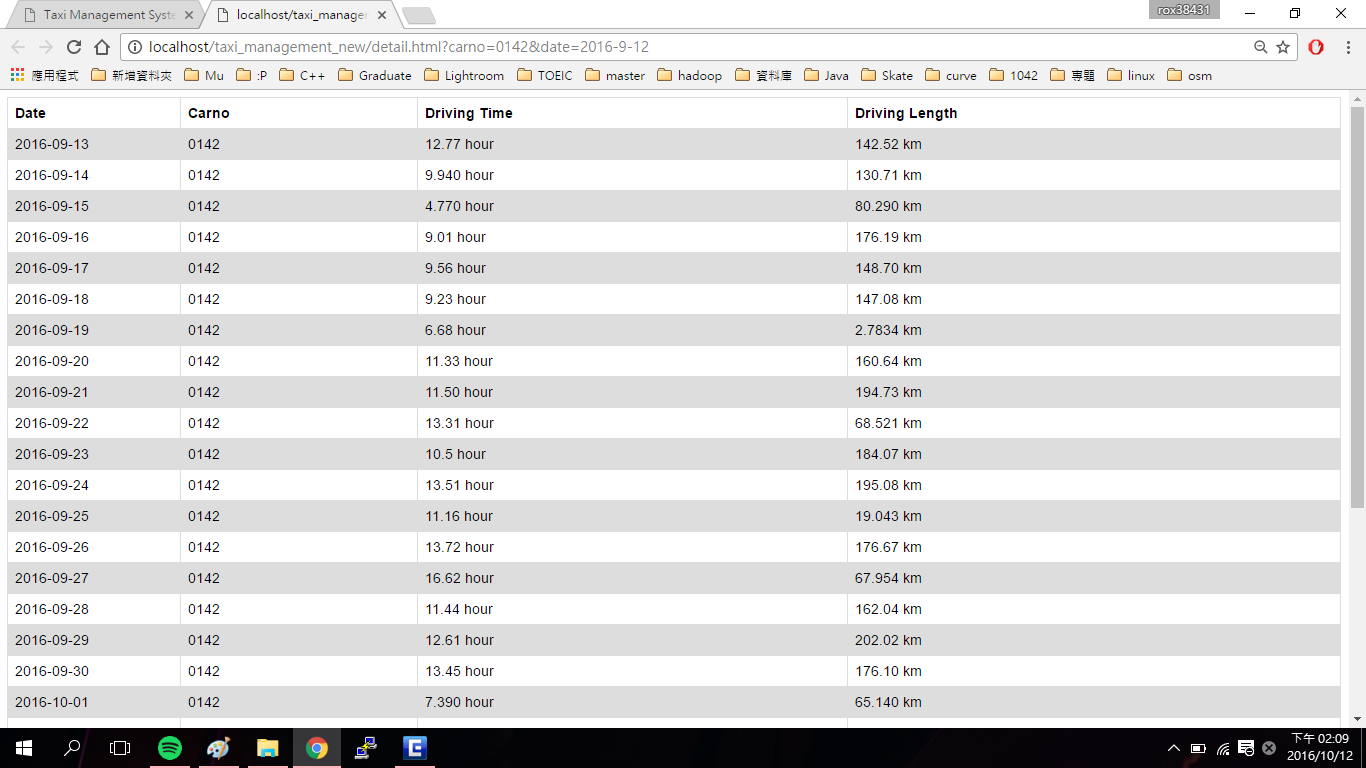 rox38431
Taxi Management Syste
localhost/taxi_manageme
localhost/taxi_management_new/detail.html?carno=0142&date=2016-9-12
應用程式 新增資料夾 Mu :P C++ Graduate Lightroom TOEIC master hadoop 資料庫 Java Skate curve 1042 專題 linux osm
Date Carno Driving Time Driving Length
2016-09-13 0142 12.77 hour 142.52 km
2016-09-14 0142 9.940 hour 130.71 km
2016-09-15 0142 4.770 hour 80.290 km
2016-09-16 0142 9.01 hour 176.19 km
2016-09-17 0142 9.56 hour 148.70 km
2016-09-18 0142 9.23 hour 147.08 km
2016-09-19 0142 6.68 hour 2.7834 km
2016-09-20 0142 11.33 hour 160.64 km
2016-09-21 0142 11.50 hour 194.73 km
2016-09-22 0142 13.31 hour 68.521 km
2016-09-23 0142 10.5 hour 184.07 km
2016-09-24 0142 13.51 hour 195.08 km
2016-09-25 0142 11.16 hour 19.043 km
2016-09-26 0142 13.72 hour 176.67 km
2016-09-27 0142 16.62 hour 67.954 km
2016-09-28 0142 11.44 hour 162.04 km
2016-09-29 0142 12.61 hour 202.02 km
2016-09-30 0142 13.45 hour 176.10 km
2016-10-01 0142 7.390 hour 65.140 km
下午 02:09
2016/10/12